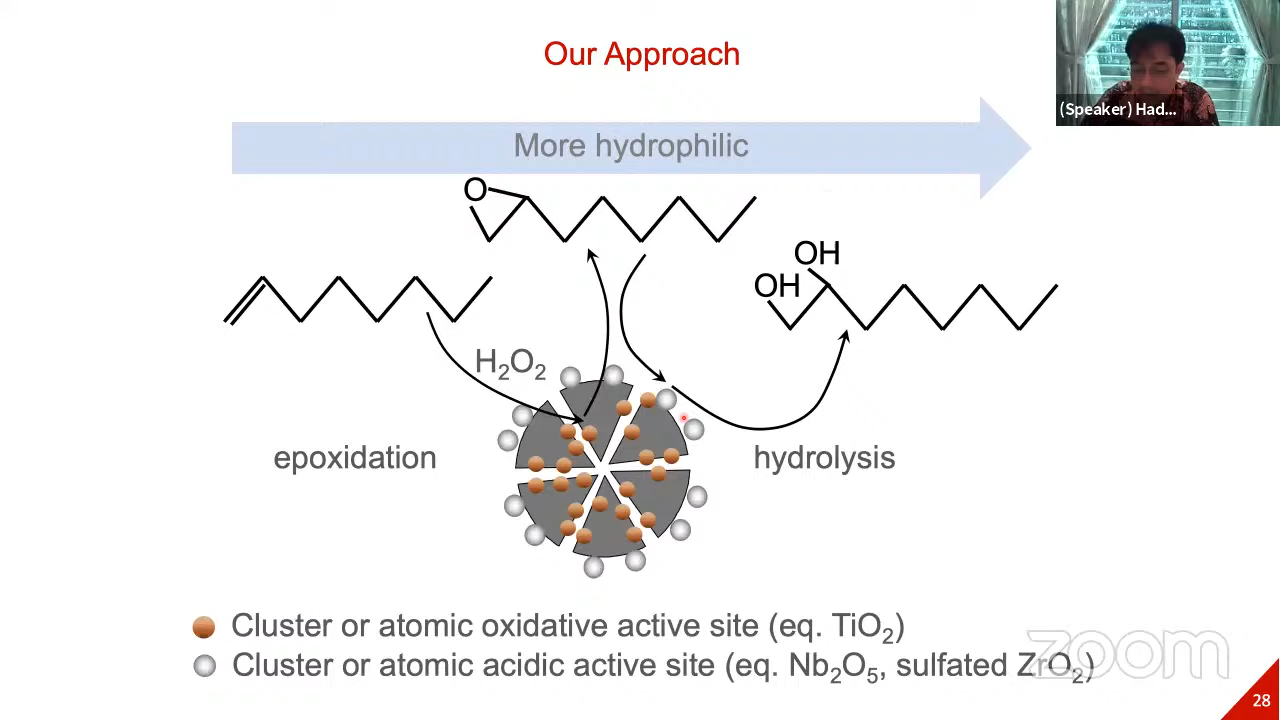 Our Approach
(Speaker) Had...
More hydrophilic
O
OH
OH
H₂O₂
epoxidation
hydrolysis
Cluster or atomic oxidative active site (eq. TiO₂)
Cluster or atomic acidic active site (eq. Nb₂O₅, sulfated ZrO₂)
zoom
28